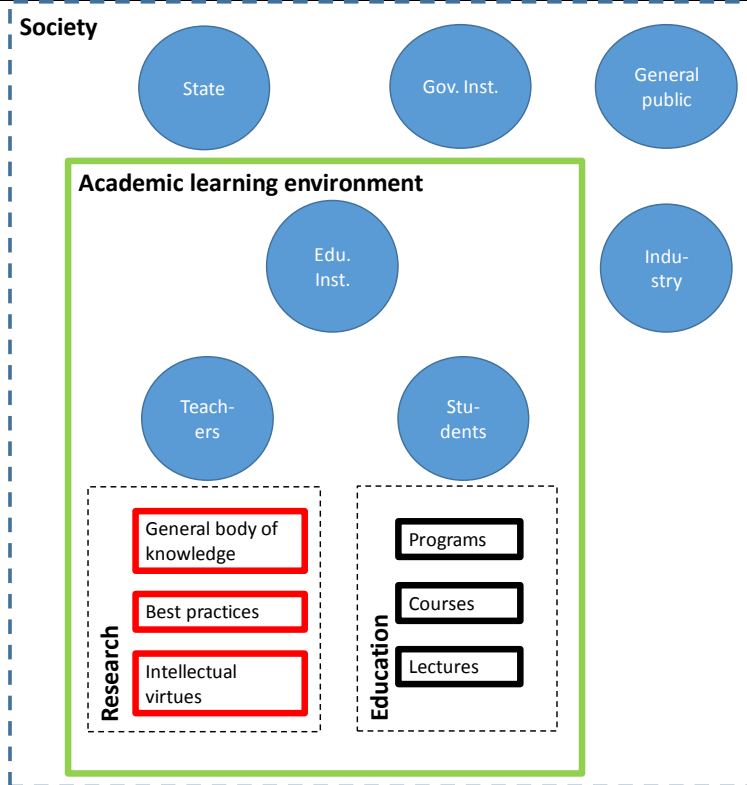 Society
State
Gov. Inst.
General
public
Academic learning environment
Edu.
Inst.
Indu-
stry
Teach-
ers
Stu-
dents
Research
General body of
knowledge
Best practices
Intellectual
virtues
Education
Programs
Courses
Lectures